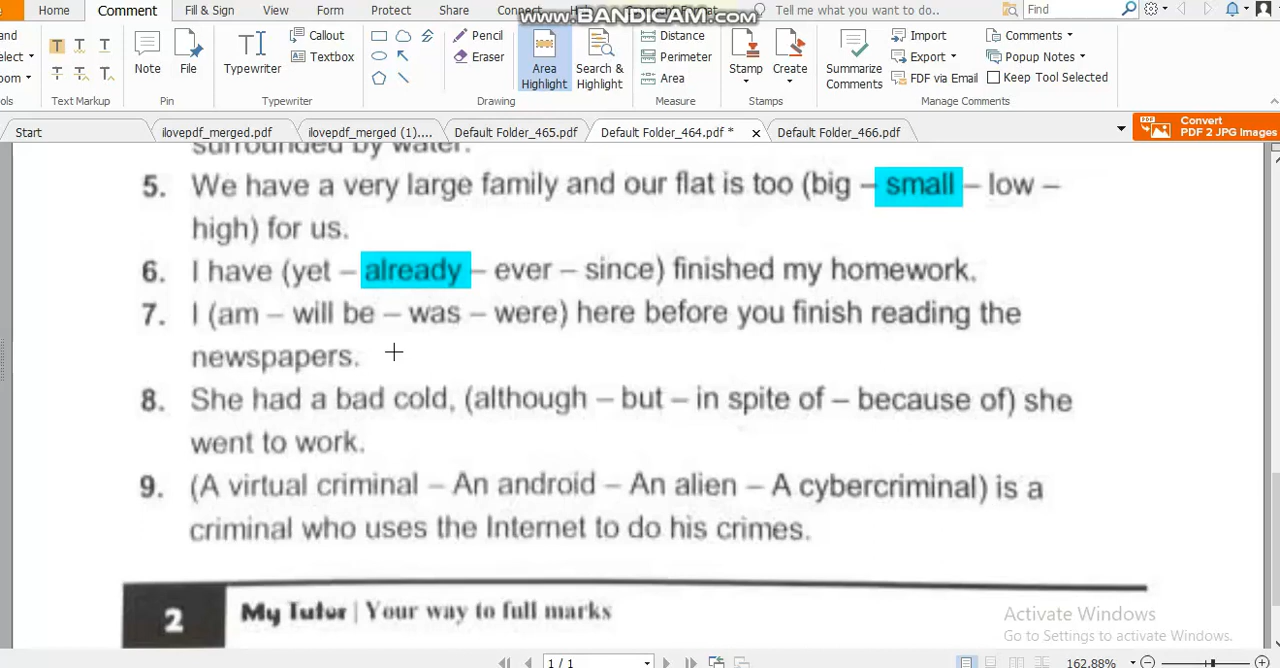 www.BANDICAM.com
Home Comment Fill & Sign View Form Protect Share Connect Tell me what you want to do.. Find
Callout Pencil Distance Import Comments
Textbox Eraser Perimeter Export Popup Notes
Note File Typewriter Area Highlight Search & Highlight Area Stamp Create Summarize Comments FDF via Email Keep Tool Selected
Text Markup Pin Typewriter Drawing Measure Stamps Manage Comments
Start ilovepdf_merged.pdf ilovepdf_merged (1).... Default Folder_465.pdf Default Folder_464.pdf * Default Folder_466.pdf Convert
PDF 2 JPG Images
surrounded by water.
5. We have a very large family and our flat is too (big – small – low –
high) for us.
6. I have (yet – already – ever – since) finished my homework.
7. I (am – will be – was – were) here before you finish reading the
newspapers.
8. She had a bad cold, (although – but – in spite of – because of) she
went to work.
9. (A virtual criminal – An android – An alien – A cybercriminal) is a
criminal who uses the Internet to do his crimes.
2 My Tutor | Your way to full marks
Activate Windows
Go to Settings to activate Windows.
1 / 1 162.88%